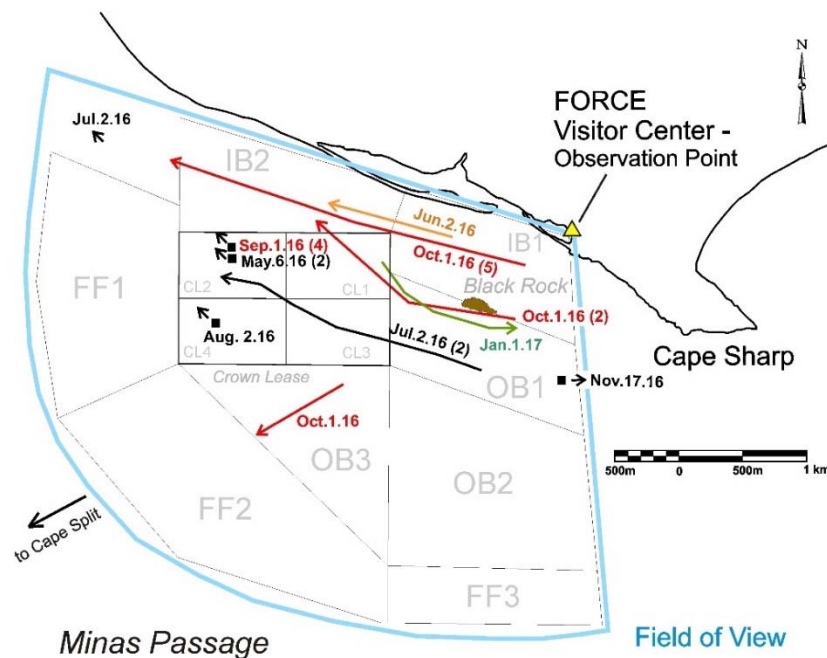 N
FORCE
Visitor Center -
Observation Point
Jul.2.16
IB2
Jun.2.16
IB1
Oct.1.16 (5)
Sep.1.16 (4)
May.6.16 (2)
CL2
CL1
Black Rock
FF1
Oct.1.16 (2)
Jan.1.17
Aug. 2.16
Jul.2.16 (2)
CL4
CL3
Cape Sharp
Crown Lease
OB1
Nov.17.16
Oct.1.16
OB3
500m
0
500m
1 km
OB2
FF2
to Cape Split
FF3
Minas Passage
Field of View